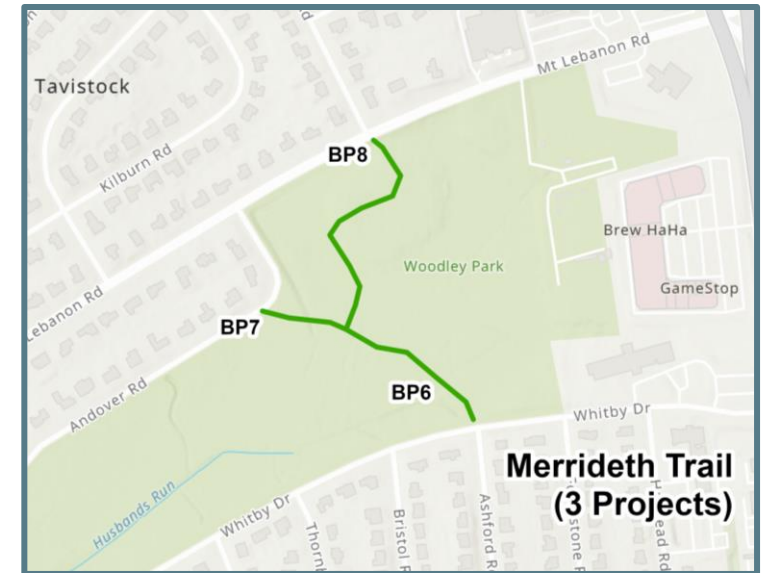 Mt Lebanon Rd
Tavistock
Kilburn Rd
BP8
Brew HaHa
Woodley Park
GameStop
Lebanon Rd
BP7
Andover Rd
BP6
Whitby Dr
Merrideth Trail
(3 Projects)
Husbands Run
Whitby Dr
Bristol
Ashford